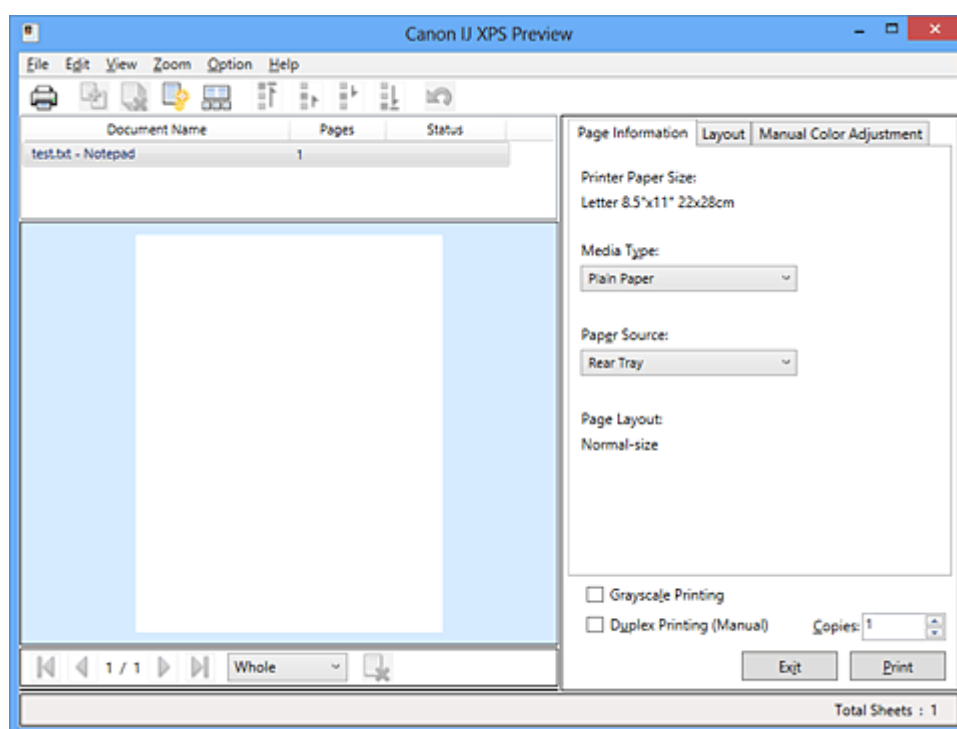 Canon IJ XPS Preview
File Edit View Zoom Option Help
Document Name Pages Status
test.txt - Notepad 1
Page Information Layout Manual Color Adjustment
Printer Paper Size:
Letter 8.5"x11" 22x28cm
Media Type:
Plain Paper
Paper Source:
Rear Tray
Page Layout:
Normal-size
Grayscale Printing
Duplex Printing (Manual) Copies: 1
1 / 1 Whole
Exit Print
Total Sheets : 1